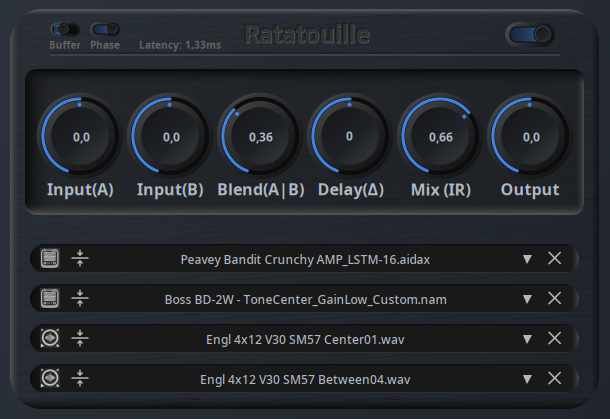 Ratatouille
Buffer Phase Latency: 1,33ms
0,0 0,0 0,36 0 0,66 0,0
Input(A) Input(B) Blend(A|B) Delay(Δ) Mix (IR) Output
Peavey Bandit Crunchy AMP_LSTM-16.aidax
Boss BD-2W - ToneCenter_GainLow_Custom.nam
Engl 4x12 V30 SM57 Center01.wav
Engl 4x12 V30 SM57 Between04.wav